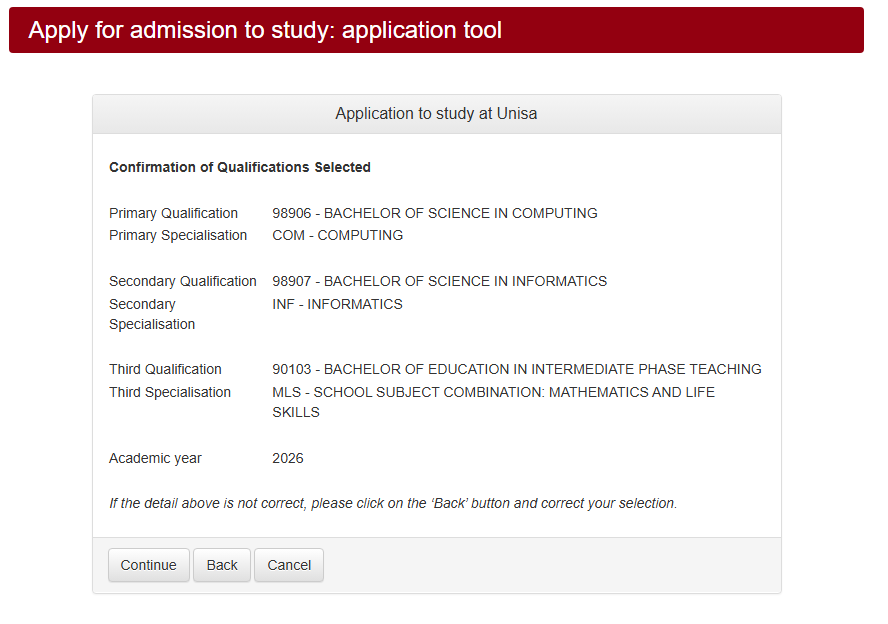 Apply for admission to study: application tool
Application to study at Unisa
Confirmation of Qualifications Selected
Primary Qualification 98906 - BACHELOR OF SCIENCE IN COMPUTING
Primary Specialisation COM - COMPUTING
Secondary Qualification 98907 - BACHELOR OF SCIENCE IN INFORMATICS
Secondary INF - INFORMATICS
Specialisation
Third Qualification 90103 - BACHELOR OF EDUCATION IN INTERMEDIATE PHASE TEACHING
Third Specialisation MLS - SCHOOL SUBJECT COMBINATION: MATHEMATICS AND LIFE
SKILLS
Academic year 2026
If the detail above is not correct, please click on the ‘Back’ button and correct your selection.
Continue Back Cancel